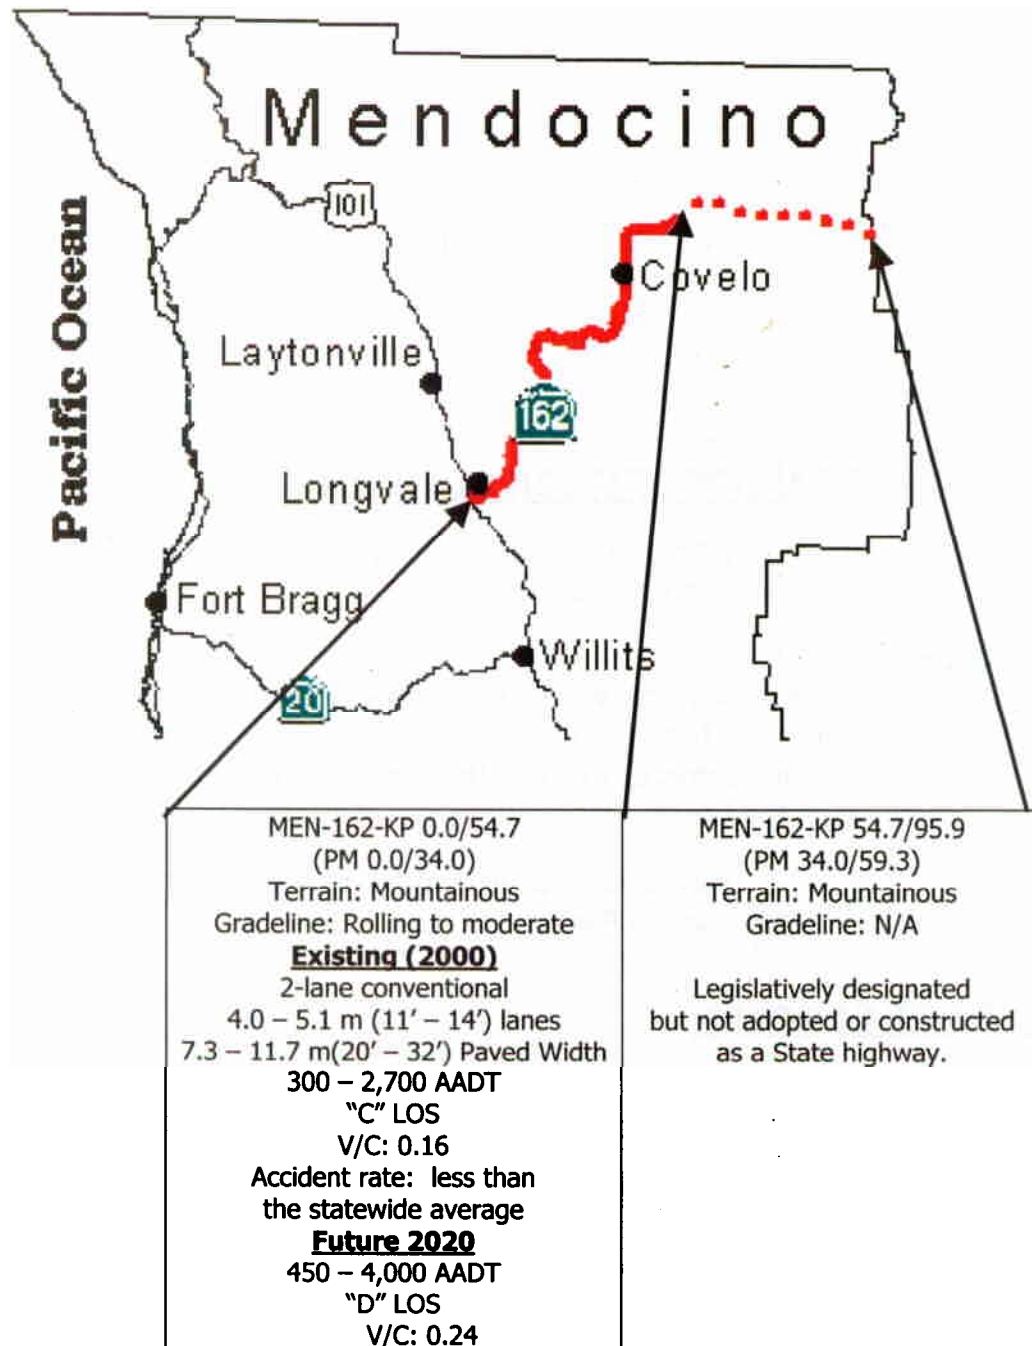 Mendocino
Pacific Ocean
101
Covelo
Laytonville
162
Longvale
Fort Bragg
Willits
20
MEN-162-KP 0.0/54.7
(PM 0.0/34.0)
Terrain: Mountainous
Gradeline: Rolling to moderate
Existing (2000)
2-lane conventional
4.0 – 5.1 m (11' – 14') lanes
7.3 – 11.7 m(20' – 32') Paved Width
300 – 2,700 AADT
"C" LOS
V/C: 0.16
Accident rate: less than
the statewide average
Future 2020
450 – 4,000 AADT
"D" LOS
V/C: 0.24
MEN-162-KP 54.7/95.9
(PM 34.0/59.3)
Terrain: Mountainous
Gradeline: N/A
Legislatively designated
but not adopted or constructed
as a State highway.